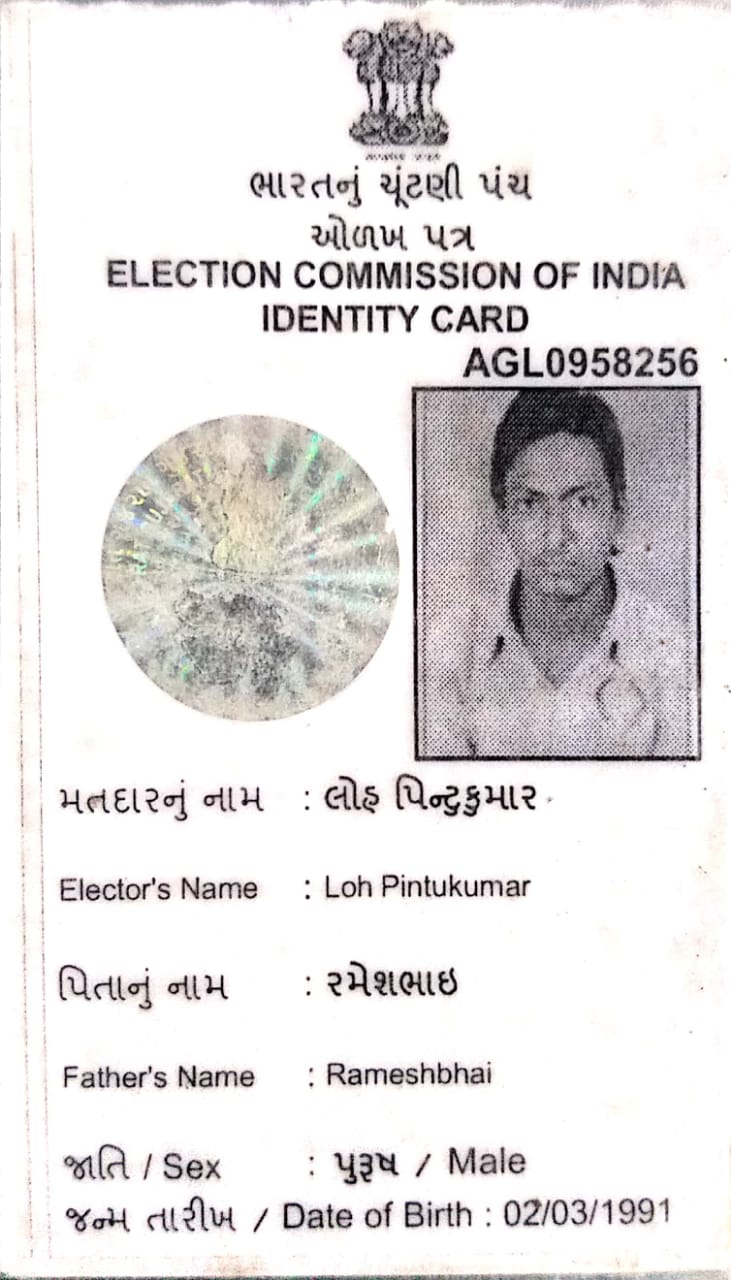 ભારતનું ચૂંટણી પંચ
ઓળખ પત્ર
ELECTION COMMISSION OF INDIA
IDENTITY CARD
AGL0958256
મતદારનું નામ : લોહ પિન્ટુકુમાર
Elector's Name : Loh Pintukumar
પિતાનું નામ : રમેશભાઇ
Father's Name : Rameshbhai
જાતિ / Sex : પુરૂષ / Male
જન્મ તારીખ / Date of Birth : 02/03/1991